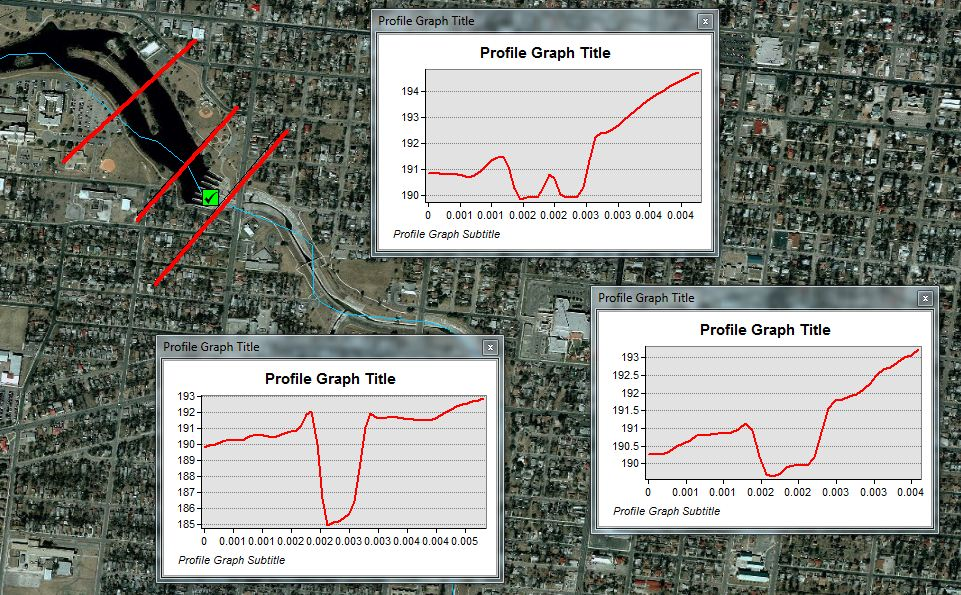 Profile Graph Title
Profile Graph Title
194
193
192
191
190
0 0.001 0.001 0.002 0.002 0.003 0.003 0.004 0.004
Profile Graph Subtitle
Profile Graph Title
Profile Graph Title
193
192.5
192
191.5
191
190.5
190
0 0.001 0.001 0.002 0.002 0.003 0.003 0.004
Profile Graph Subtitle
Profile Graph Title
Profile Graph Title
193
192
191
190
189
188
187
186
185
0 0.001 0.001 0.002 0.002 0.003 0.003 0.004 0.004 0.005
Profile Graph Subtitle